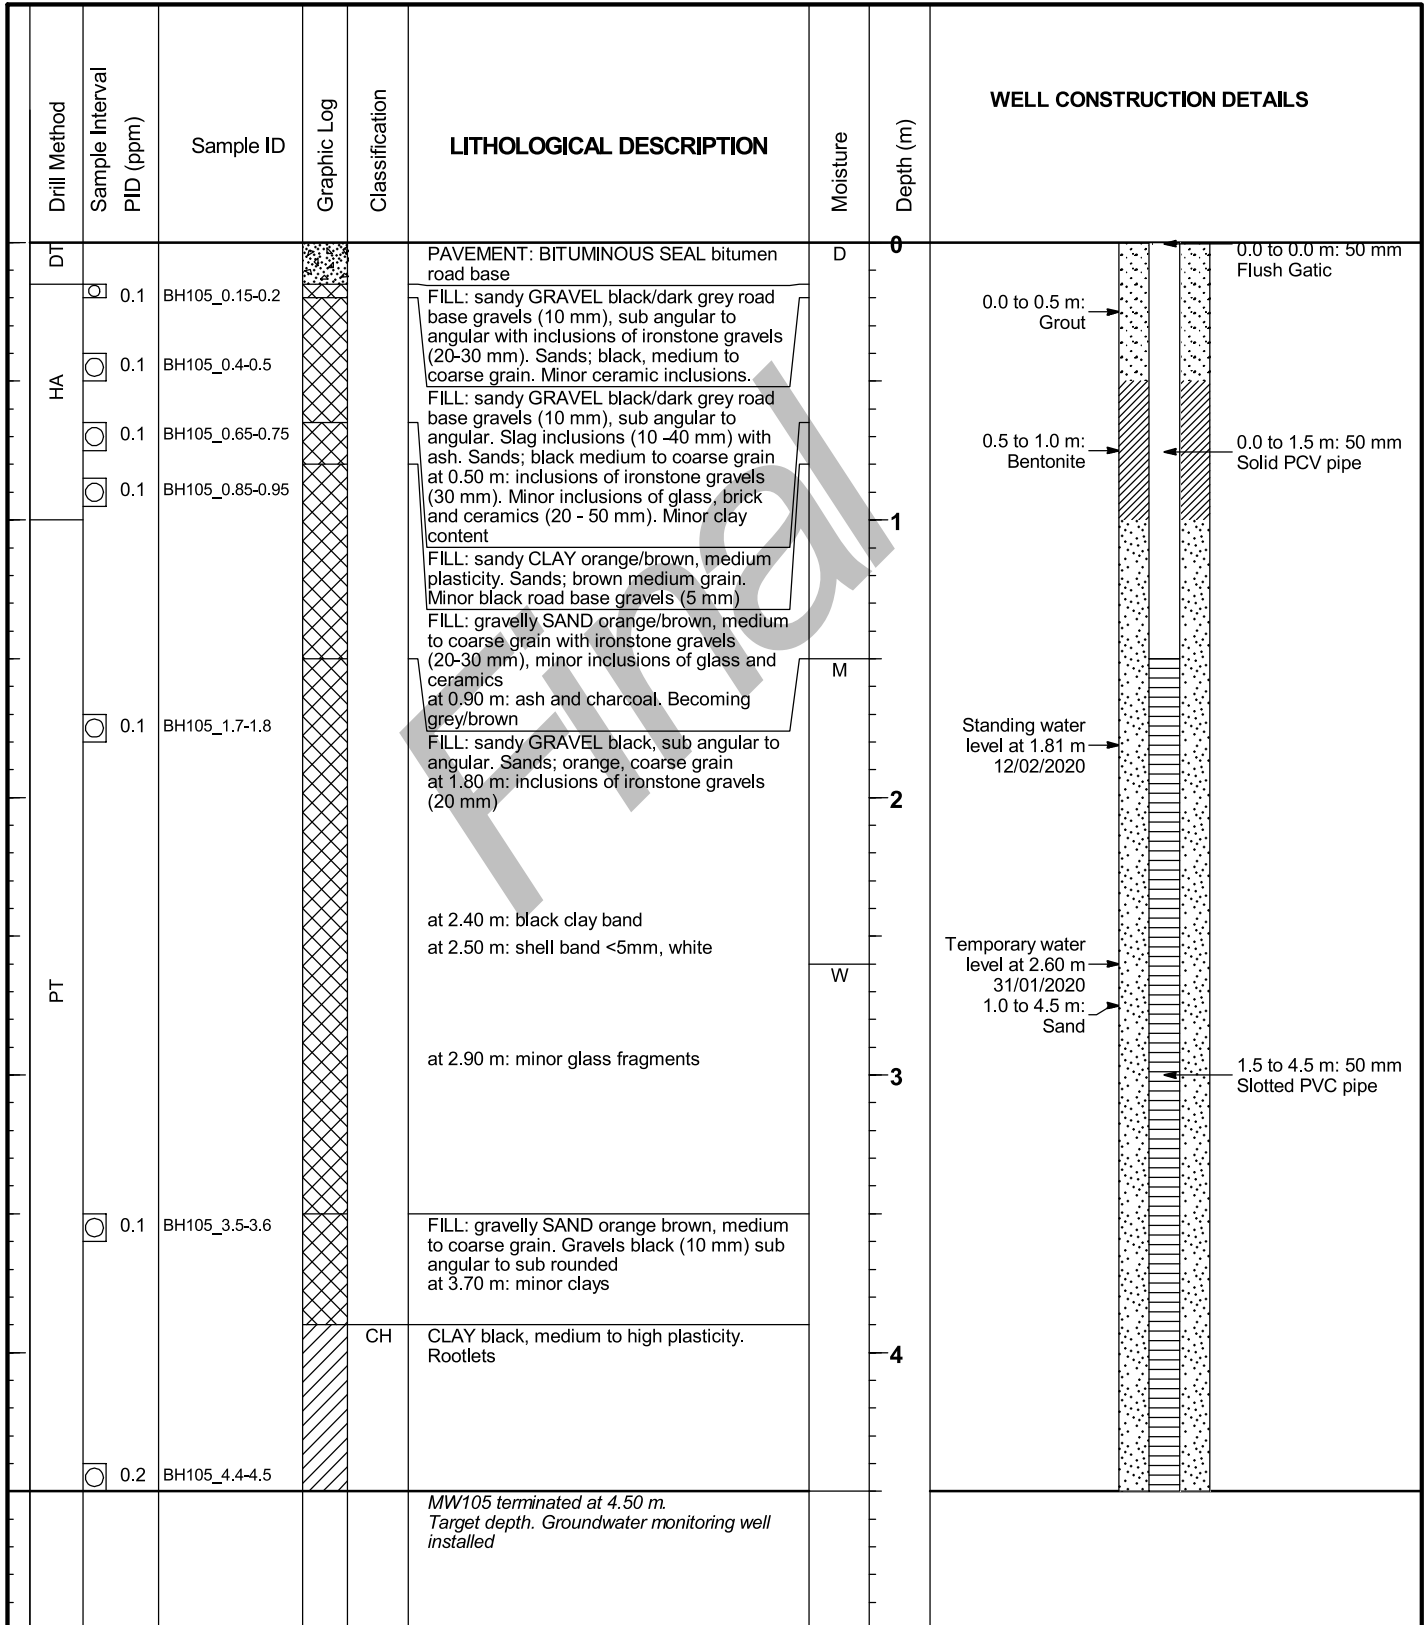 Drill Method
Sample Interval
PID (ppm)
Sample ID
Graphic Log
Classification
LITHOLOGICAL DESCRIPTION
Moisture
Depth (m)
WELL CONSTRUCTION DETAILS
DT
HA
PT
0.1 BH105_0.15-0.2
0.1 BH105_0.4-0.5
0.1 BH105_0.65-0.75
0.1 BH105_0.85-0.95
0.1 BH105_1.7-1.8
0.1 BH105_3.5-3.6
0.2 BH105_4.4-4.5
CH
PAVEMENT: BITUMINOUS SEAL bitumen
road base
FILL: sandy GRAVEL black/dark grey road
base gravels (10 mm), sub angular to
angular with inclusions of ironstone gravels
(20-30 mm). Sands; black, medium to
coarse grain. Minor ceramic inclusions.
FILL: sandy GRAVEL black/dark grey road
base gravels (10 mm), sub angular to
angular. Slag inclusions (10 -40 mm) with
ash. Sands; black medium to coarse grain
at 0.50 m: inclusions of ironstone gravels
(30 mm). Minor inclusions of glass, brick
and ceramics (20 - 50 mm). Minor clay
content
FILL: sandy CLAY orange/brown, medium
plasticity. Sands; brown medium grain.
Minor black road base gravels (5 mm)
FILL: gravelly SAND orange/brown, medium
to coarse grain with ironstone gravels
(20-30 mm), minor inclusions of glass and
ceramics
at 0.90 m: ash and charcoal. Becoming
grey/brown
FILL: sandy GRAVEL black, sub angular to
angular. Sands; orange, coarse grain
at 1.80 m: inclusions of ironstone gravels
(20 mm)
at 2.40 m: black clay band
at 2.50 m: shell band <5mm, white
at 2.90 m: minor glass fragments
FILL: gravelly SAND orange brown, medium
to coarse grain. Gravels black (10 mm) sub
angular to sub rounded
at 3.70 m: minor clays
CLAY black, medium to high plasticity.
Rootlets
MW105 terminated at 4.50 m.
Target depth. Groundwater monitoring well
installed
D
M
W
0
1
2
3
4
0.0 to 0.5 m:
Grout
0.5 to 1.0 m:
Bentonite
Standing water
level at 1.81 m
12/02/2020
Temporary water
level at 2.60 m
31/01/2020
1.0 to 4.5 m:
Sand
0.0 to 0.0 m: 50 mm
Flush Gatic
0.0 to 1.5 m: 50 mm
Solid PCV pipe
1.5 to 4.5 m: 50 mm
Slotted PVC pipe
Final